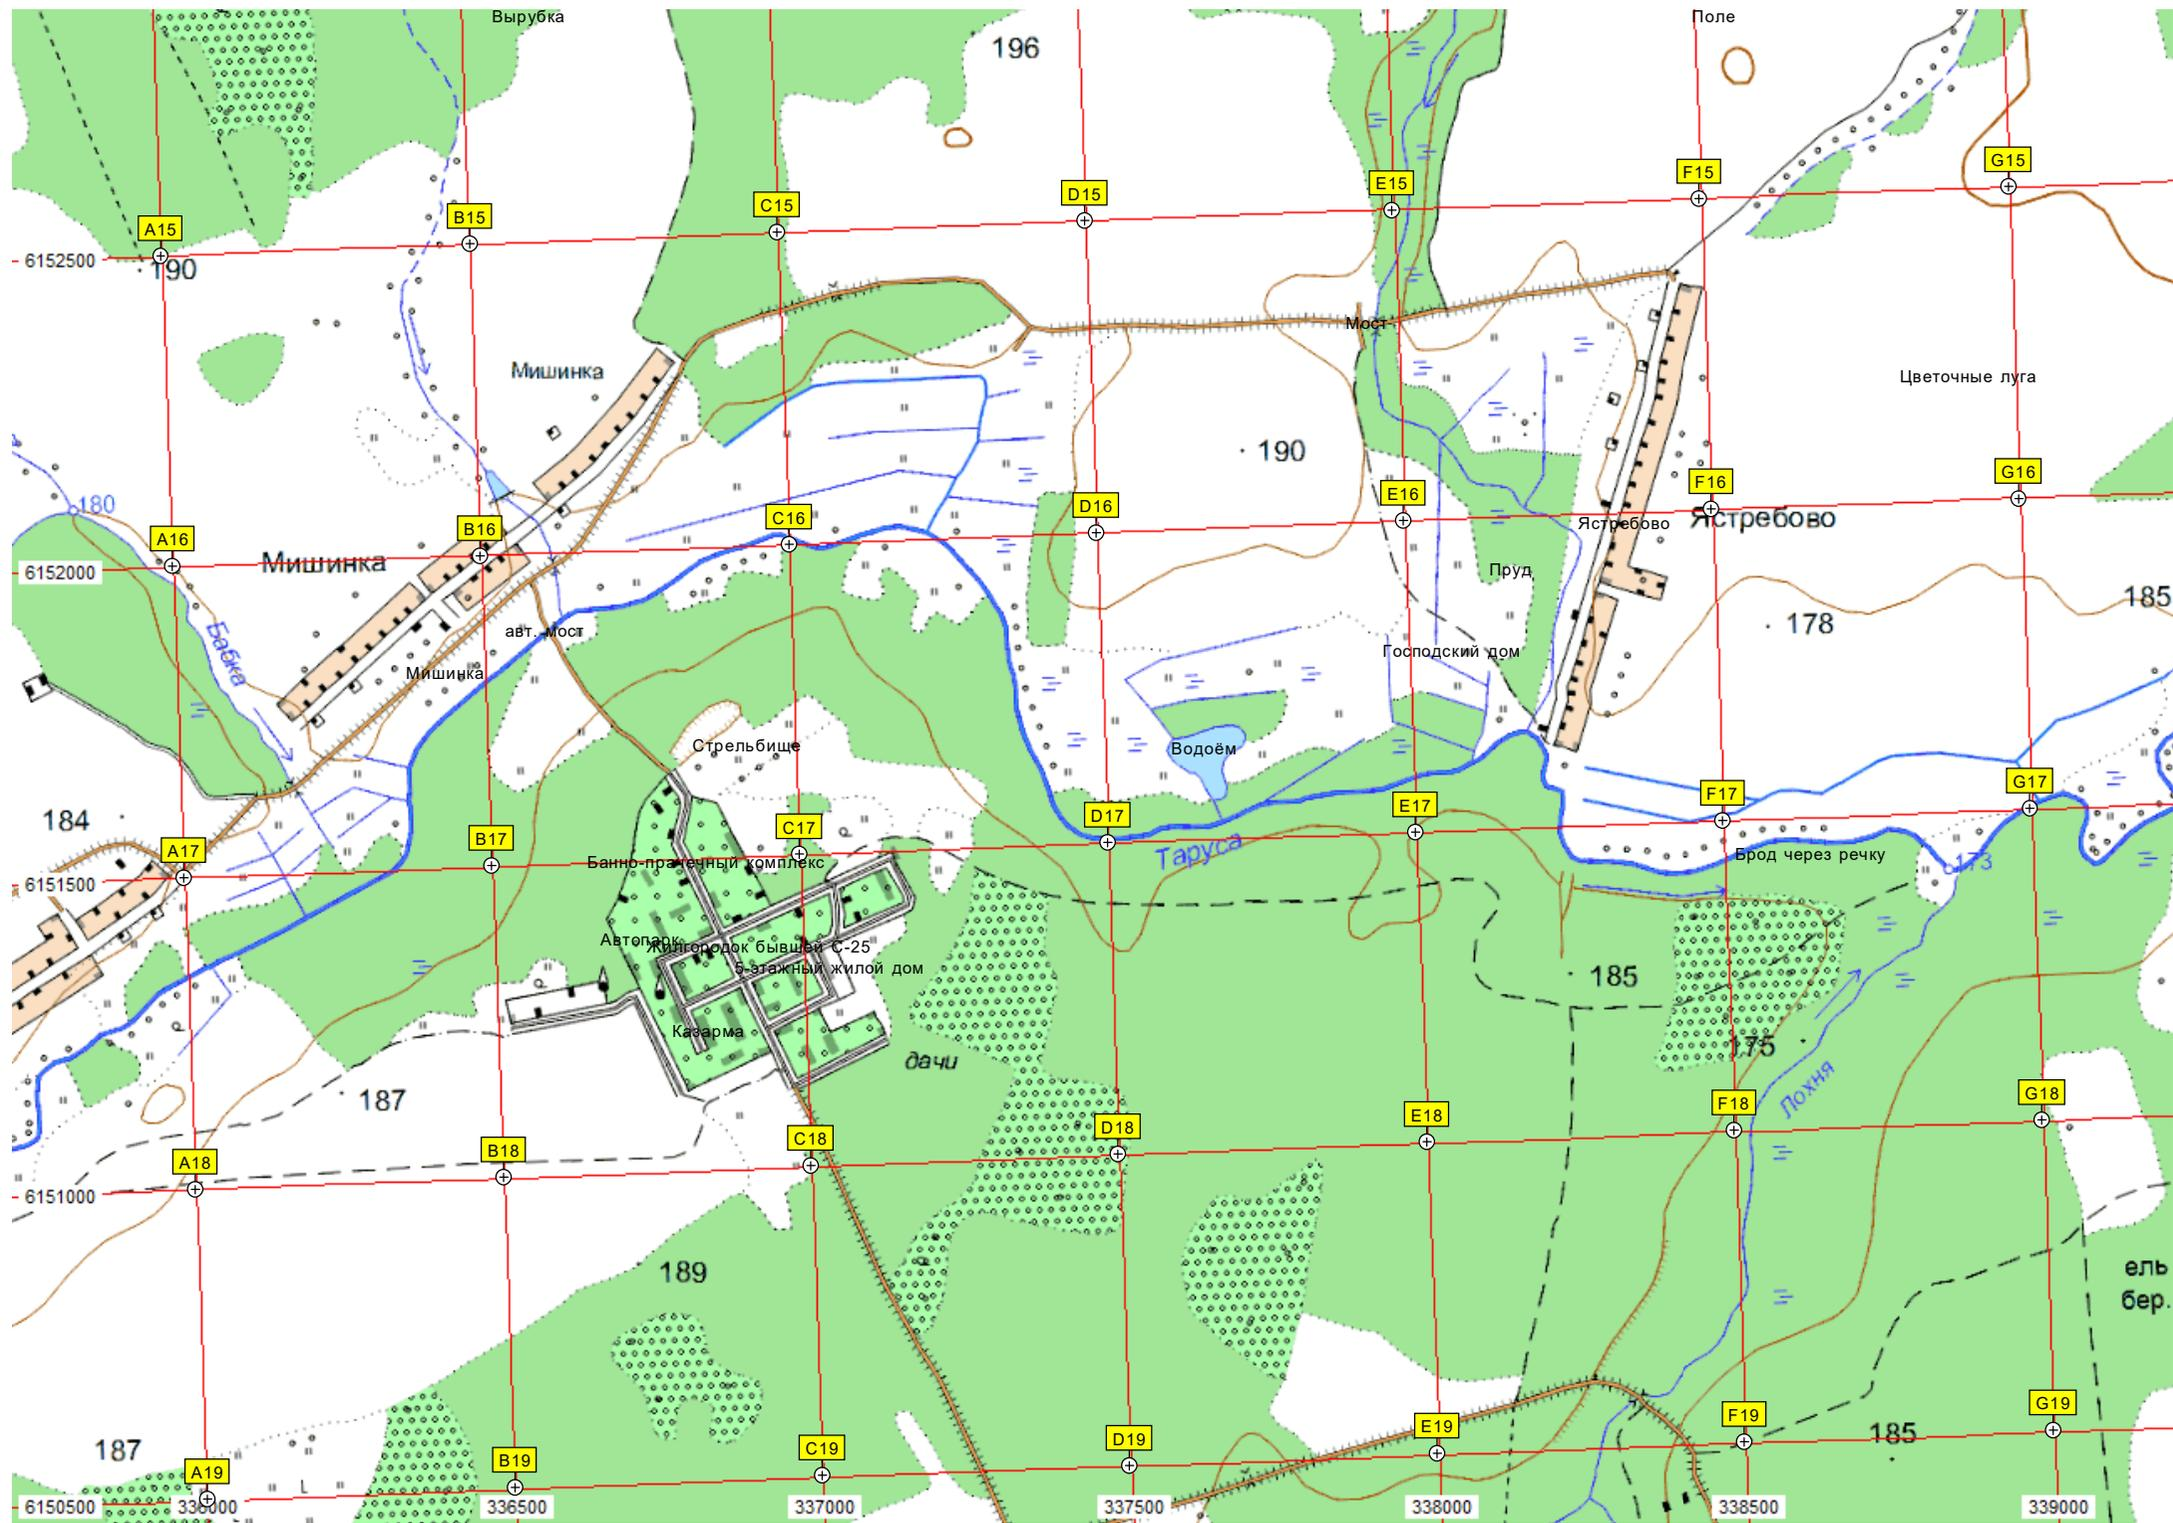 Вырубка
Поле
196
G15
F15
E15
D15
C15
B15
A15
6152500
190
Мост
Мишинка
Цветочные луга
190
G16
F16
E16
D16
C16
B16
A16
180
Ястребово
Ястребово
Мишинка
6152000
Пруд
185
178
Бабка
авт. мост
Господский дом
Мишинка
Стрельбище
Водоём
G17
F17
E17
D17
C17
B17
A17
184
Таруса
Брод через речку
173
Банно-прачечный комплекс
6151500
Автопарк
Жилгородок бывшей С-25
5-этажный жилой дом
185
Казарма
175
дачи
187
Лохня
G18
F18
E18
D18
C18
B18
A18
6151000
189
ель
бер.
G19
F19
E19
D19
C19
B19
A19
185
187
6150500
336000
336500
337000
337500
338000
338500
339000